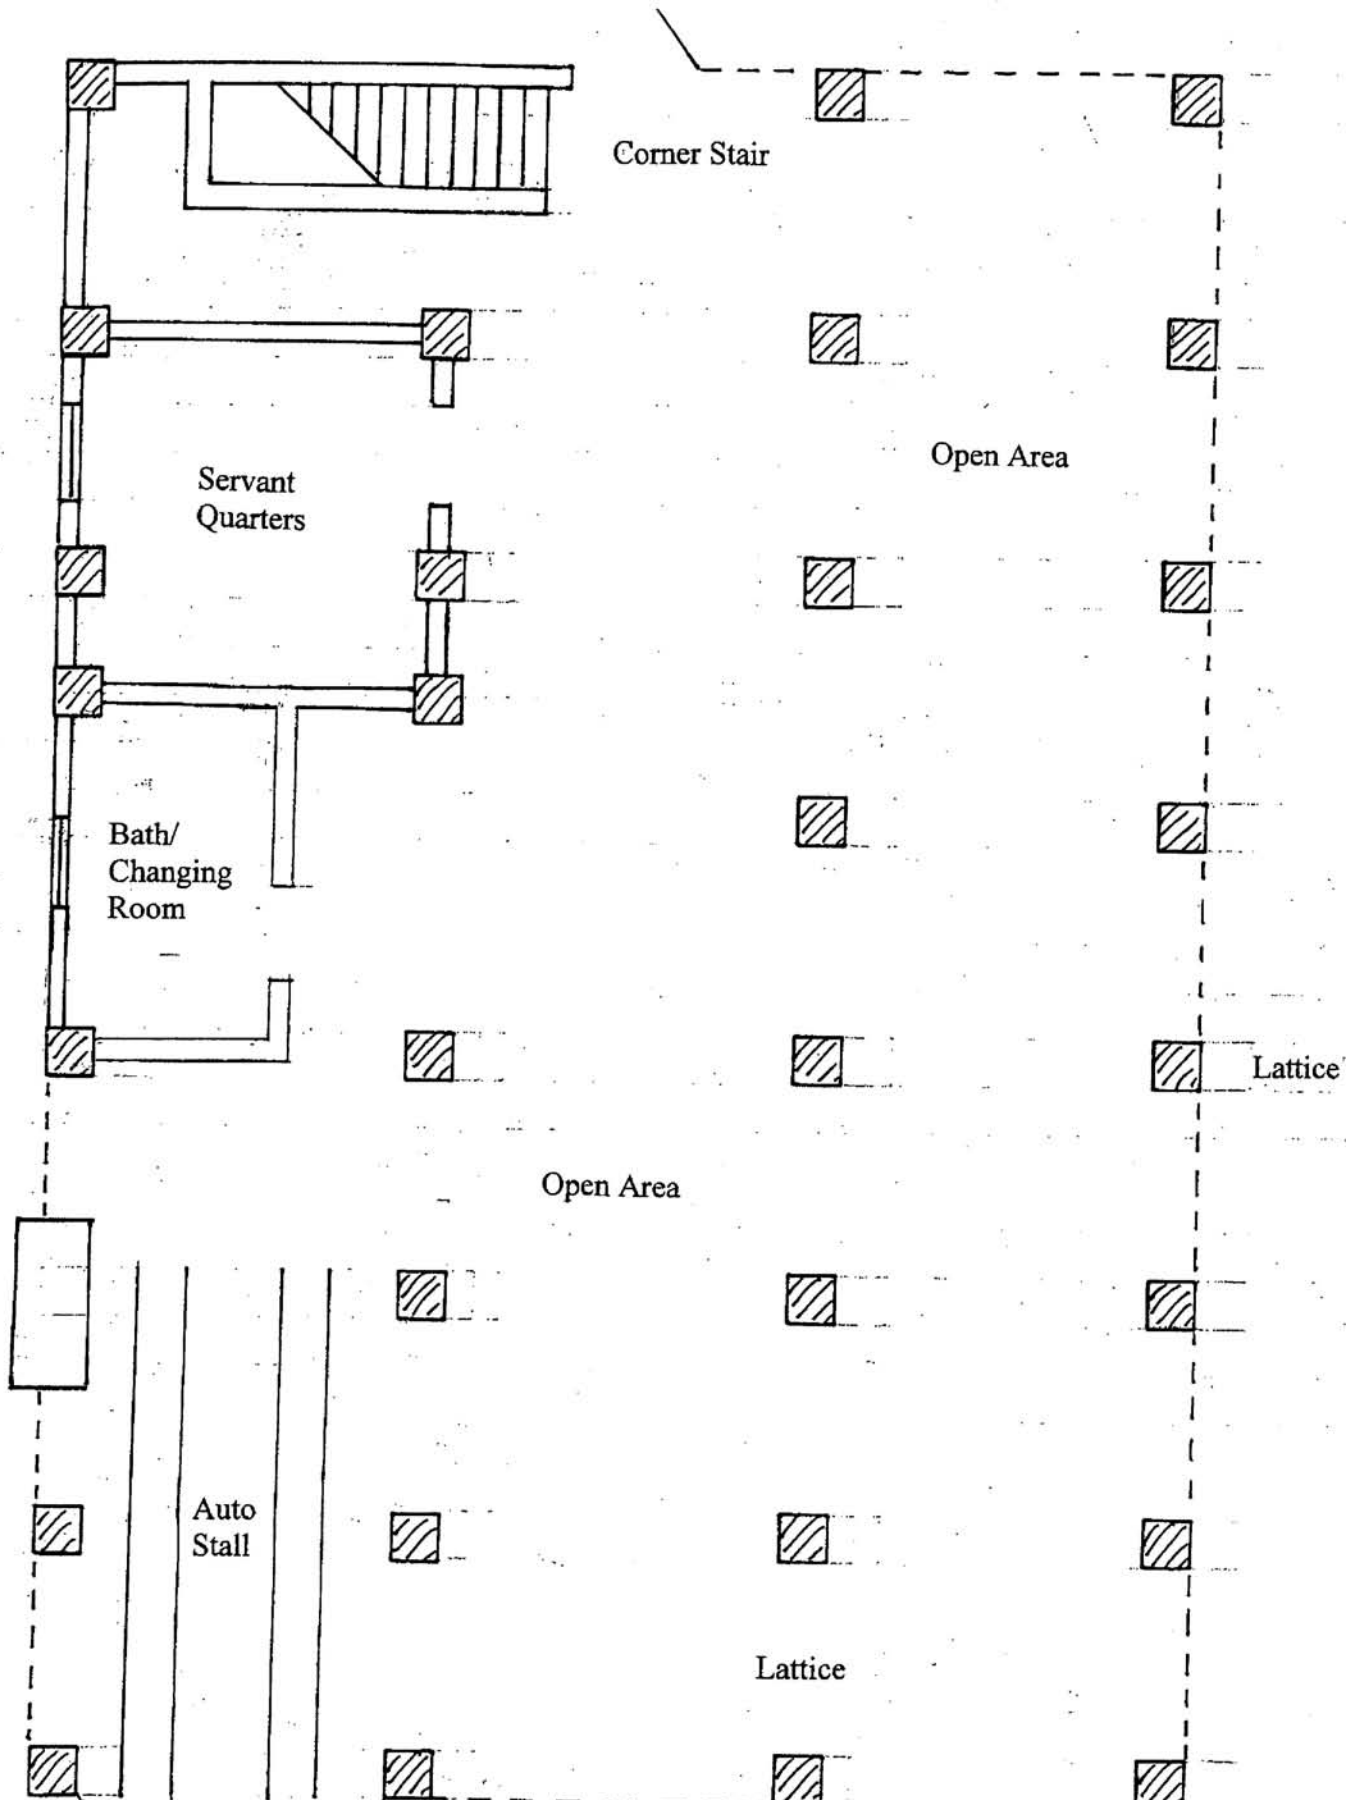 Corner Stair
Open Area
Servant
Quarters
Bath/
Changing
Room
Lattice
Open Area
Auto
Stall
Lattice